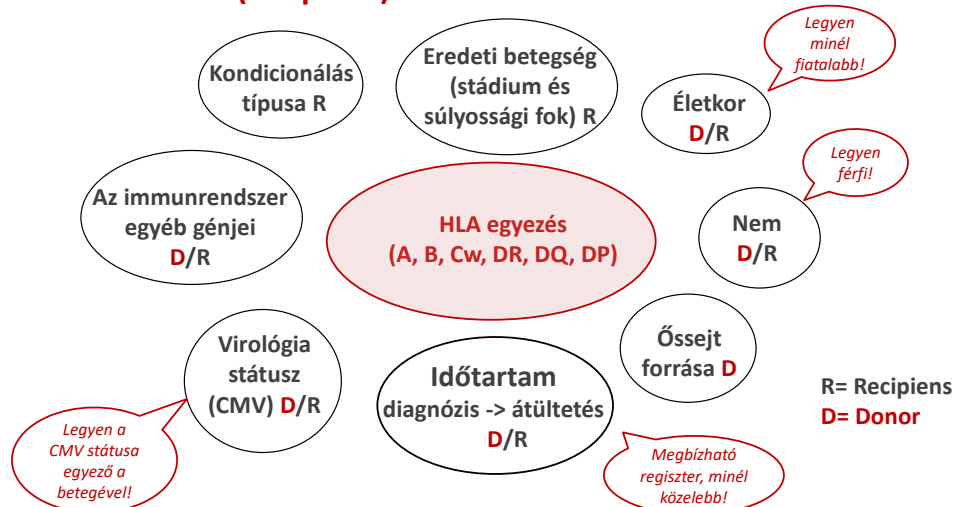 Legyen
minél
fiatalabb!
Kondicionálás
típusa R
Eredeti betegség
(stádium és
súlyossági fok) R
Életkor
D/R
Legyen
férfi!
Az immunrendszer
egyéb génjei
D/R
HLA egyezés
(A, B, Cw, DR, DQ, DP)
Nem
D/R
Virológia
státusz
(CMV) D/R
Időtartam
diagnózis -> átültetés
D/R
Őssejt
forrása D
R= Recipiens
D= Donor
Legyen a
CMV státusa
egyező a
betegével!
Megbízható
regiszter, minél
közelebb!